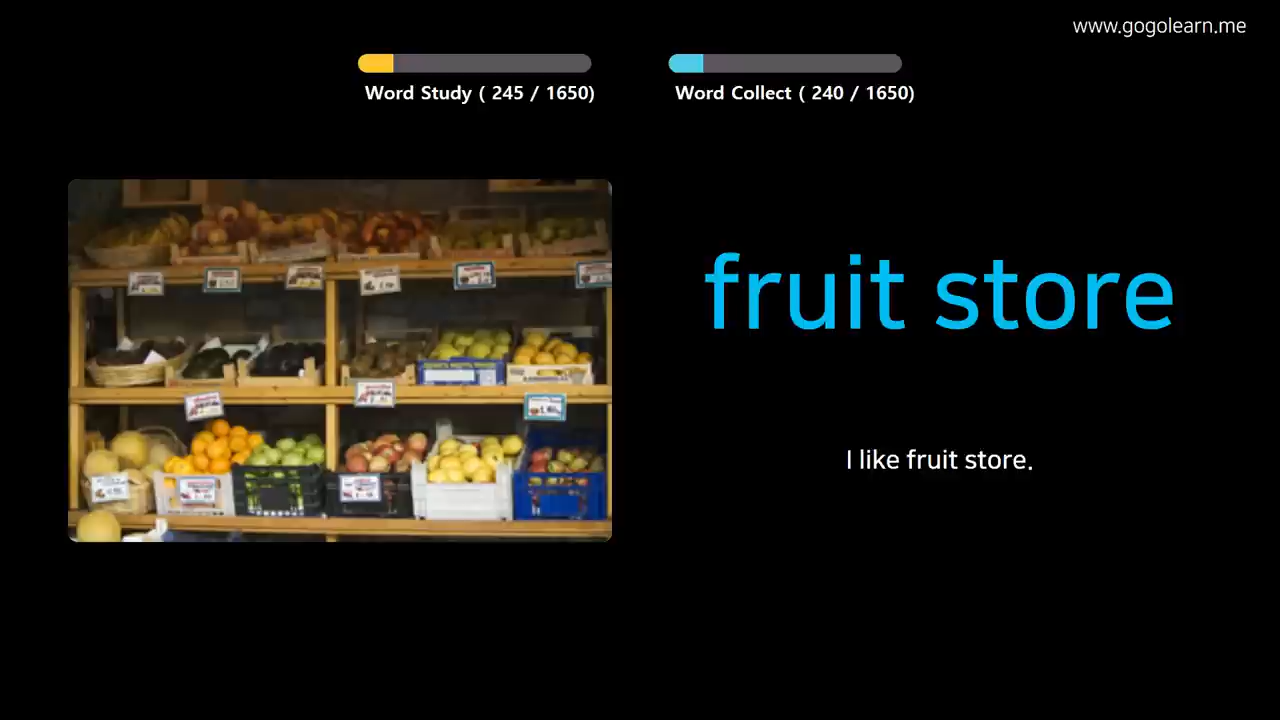 www.gogolearn.me
Word Study ( 245 / 1650)
Word Collect ( 240 / 1650)
fruit store
I like fruit store.